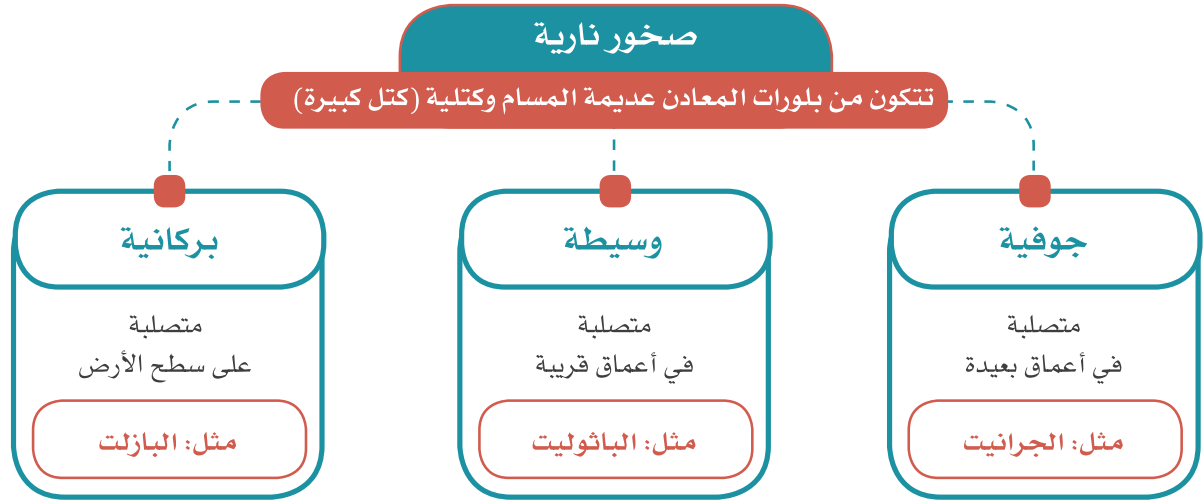 صخور نارية
تتكون من بلورات المعادن عديمة المسام وكتلية (كتل كبيرة)
جوفية
متصلبة
في أعماق بعيدة
مثل: الجرانيت
وسيطة
متصلبة
في أعماق قريبة
مثل: الباثوليت
بركانية
متصلبة
على سطح الأرض
مثل: البازلت